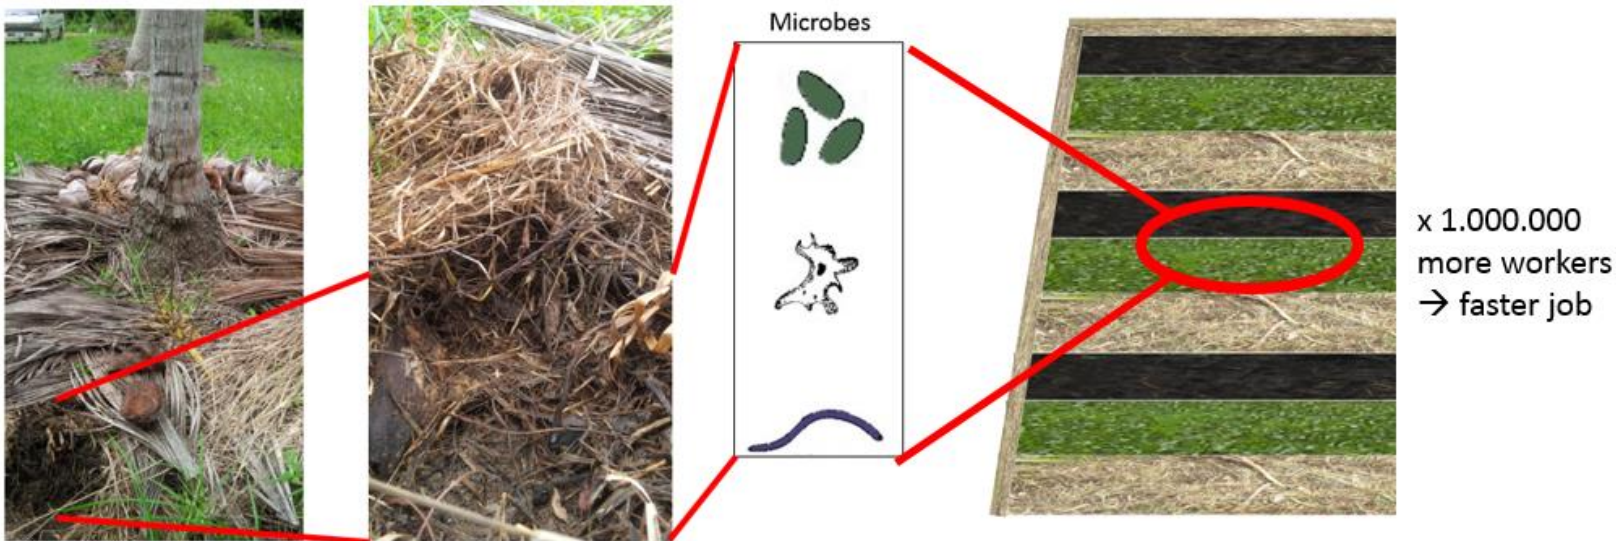 Microbes
x 1.000.000
more workers
→ faster job